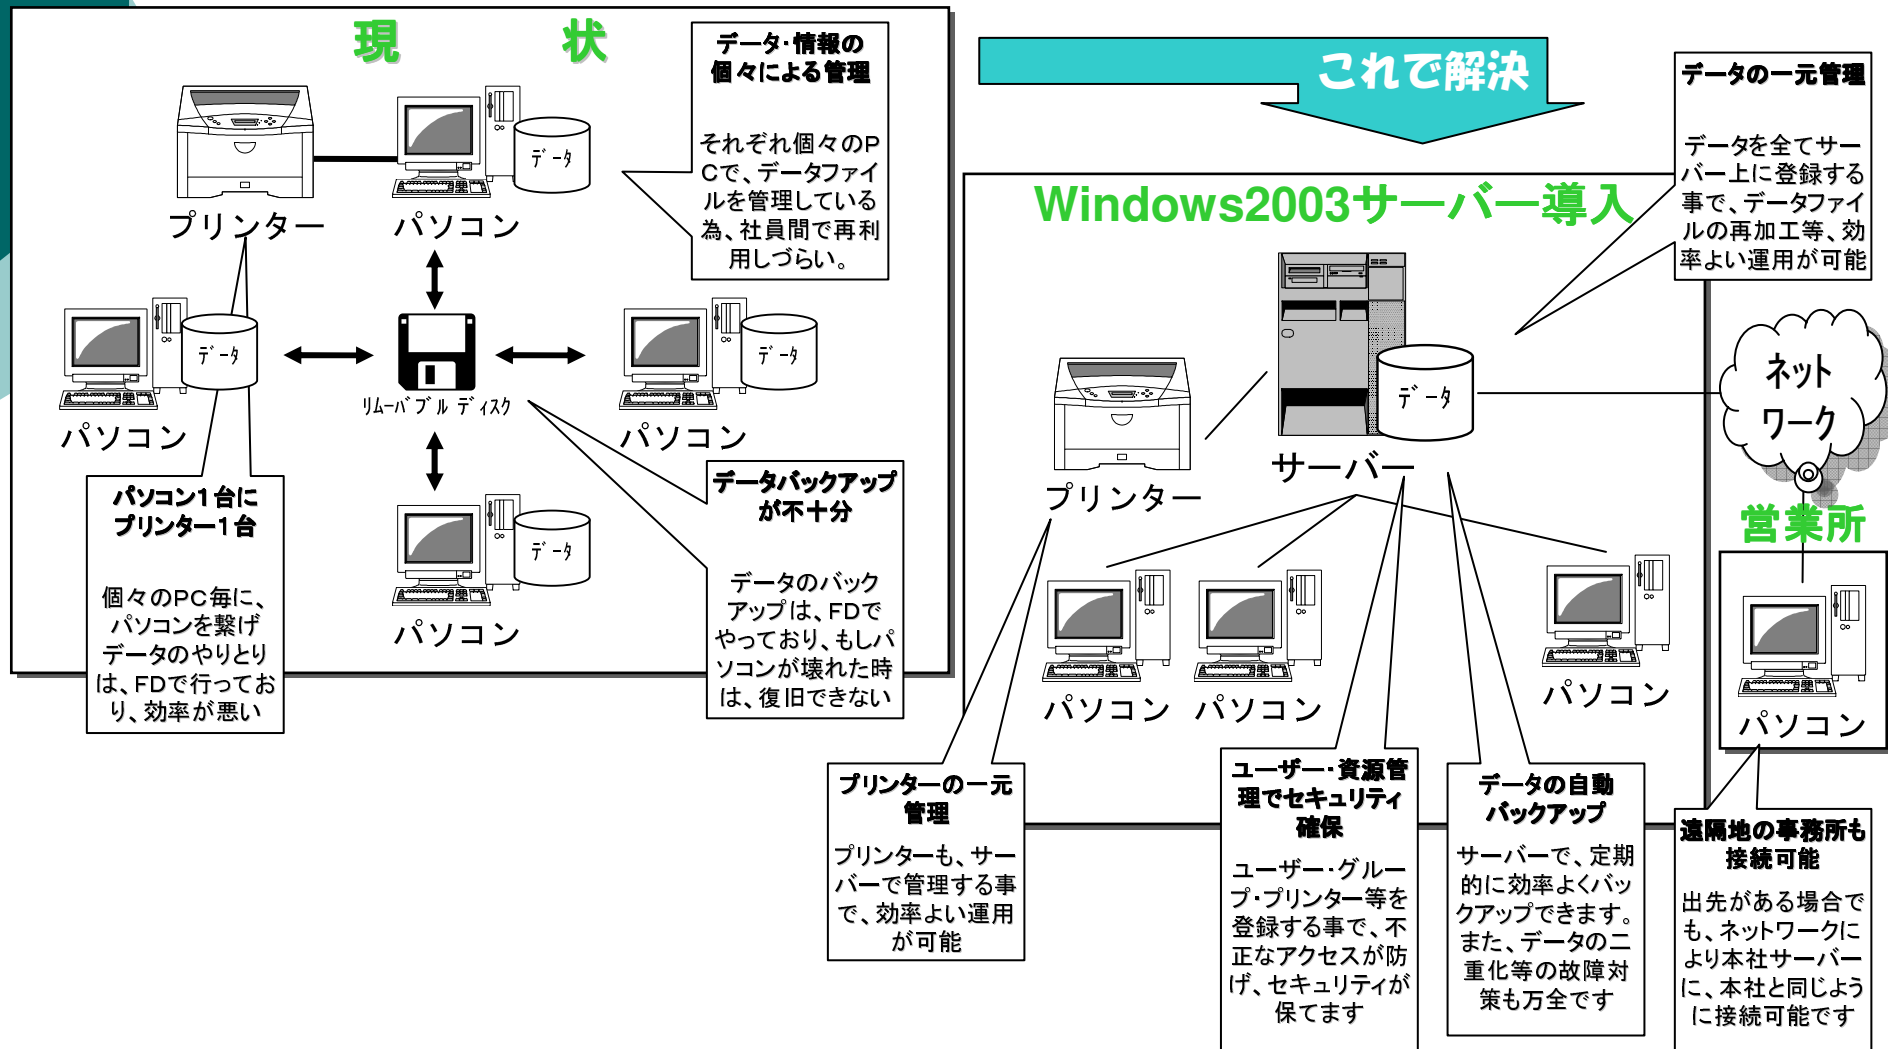 現 状
データ・情報の
個々による管理
それぞれ個々のP
Cで、データファイ
ルを管理している
為、社員間で再利
用しづらい。
データ
プリンター
パソコン
データ
パソコン
リムーバブル ディスク
データ
パソコン
データ
パソコン
パソコン1台に
プリンター1台
個々のPC毎に、
パソコンを繋げ
データのやりとり
は、FDで行ってお
り、効率が悪い
データバックアップ
が不十分
データのバック
アップは、FDで
やっており、もしパ
ソコンが壊れた時
は、復旧できない
これで解決
Windows2003サーバー導入
データの一元管理
データを全てサー
バー上に登録する
事で、データファイ
ルの再加工等、効
率よい運用が可能
データ
サーバー
プリンター
パソコン
パソコン
パソコン
ネット
ワーク
営業所
パソコン
プリンターの一元
管理
プリンターも、サー
バーで管理する事
で、効率よい運用
が可能
ユーザー・資源管
理でセキュリティ
確保
ユーザー・グルー
プ・プリンター等を
登録する事で、不
正なアクセスが防
げ、セキュリティが
保てます
データの自動
バックアップ
サーバーで、定期
的に効率よくバッ
クアップできます。
また、データの二
重化等の故障対
策も万全です
遠隔地の事務所も
接続可能
出先がある場合で
も、ネットワークに
より本社サーバー
に、本社と同じよう
に接続可能です